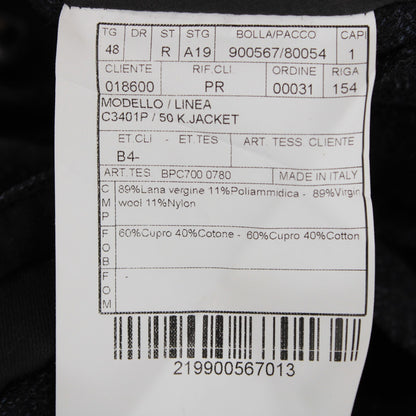 TG DR ST STG BOLLA/PACCO CAPI
48 R A19 900567/80054 1
CLIENTE RIF.CLI. ORDINE RIGA
018600 PR 00031 154
MODELLO / LINEA
C3401P / 50 K.JACKET
ET.CLI - ET.TES ART. TESS. CLIENTE
B4-
ART.TES BPC700 0780 MADE IN ITALY
CMP 89%Lana vergine 11%Poliammidica - 89%Virgin
wool 11%Nylon
FOB 60%Cupro 40%Cotone - 60%Cupro 40%Cotton
FOM
219900567013